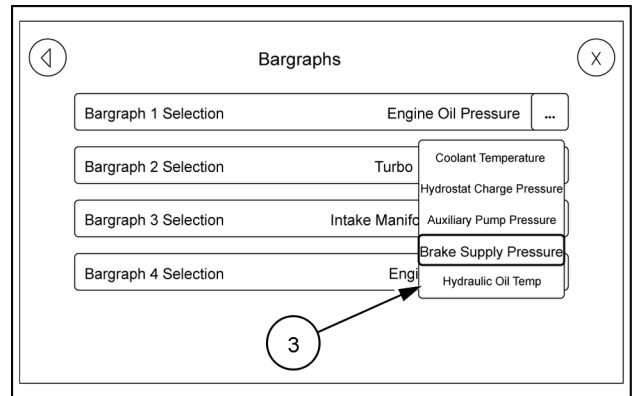 Bargraphs
X
Bargraph 1 Selection Engine Oil Pressure ...
Bargraph 2 Selection Turbo
Coolant Temperature
Hydrostat Charge Pressure
Bargraph 3 Selection Intake Manifo
Auxiliary Pump Pressure
Brake Supply Pressure
Bargraph 4 Selection Engi
Hydraulic Oil Temp
3